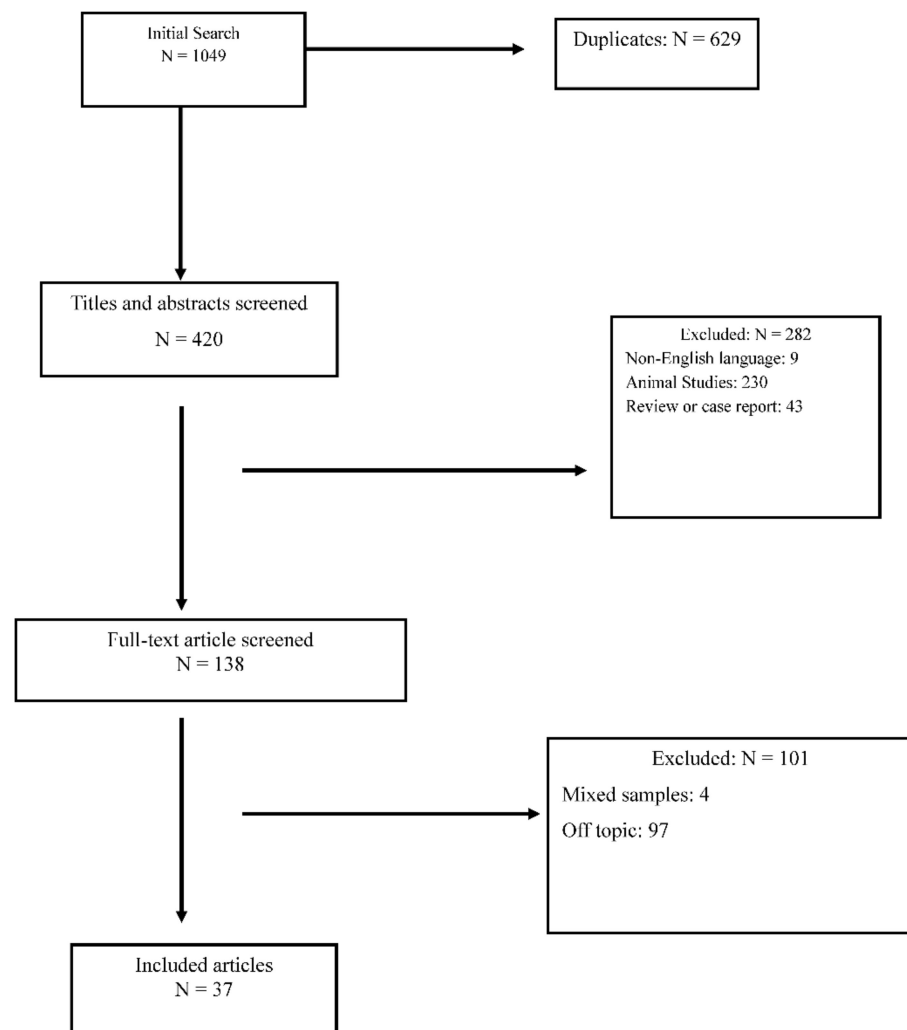 Initial Search
N = 1049
Duplicates: N = 629
Titles and abstracts screened
N = 420
Excluded: N = 282
Non-English language: 9
Animal Studies: 230
Review or case report: 43
Full-text article screened
N = 138
Excluded: N = 101
Mixed samples: 4
Off topic: 97
Included articles
N = 37